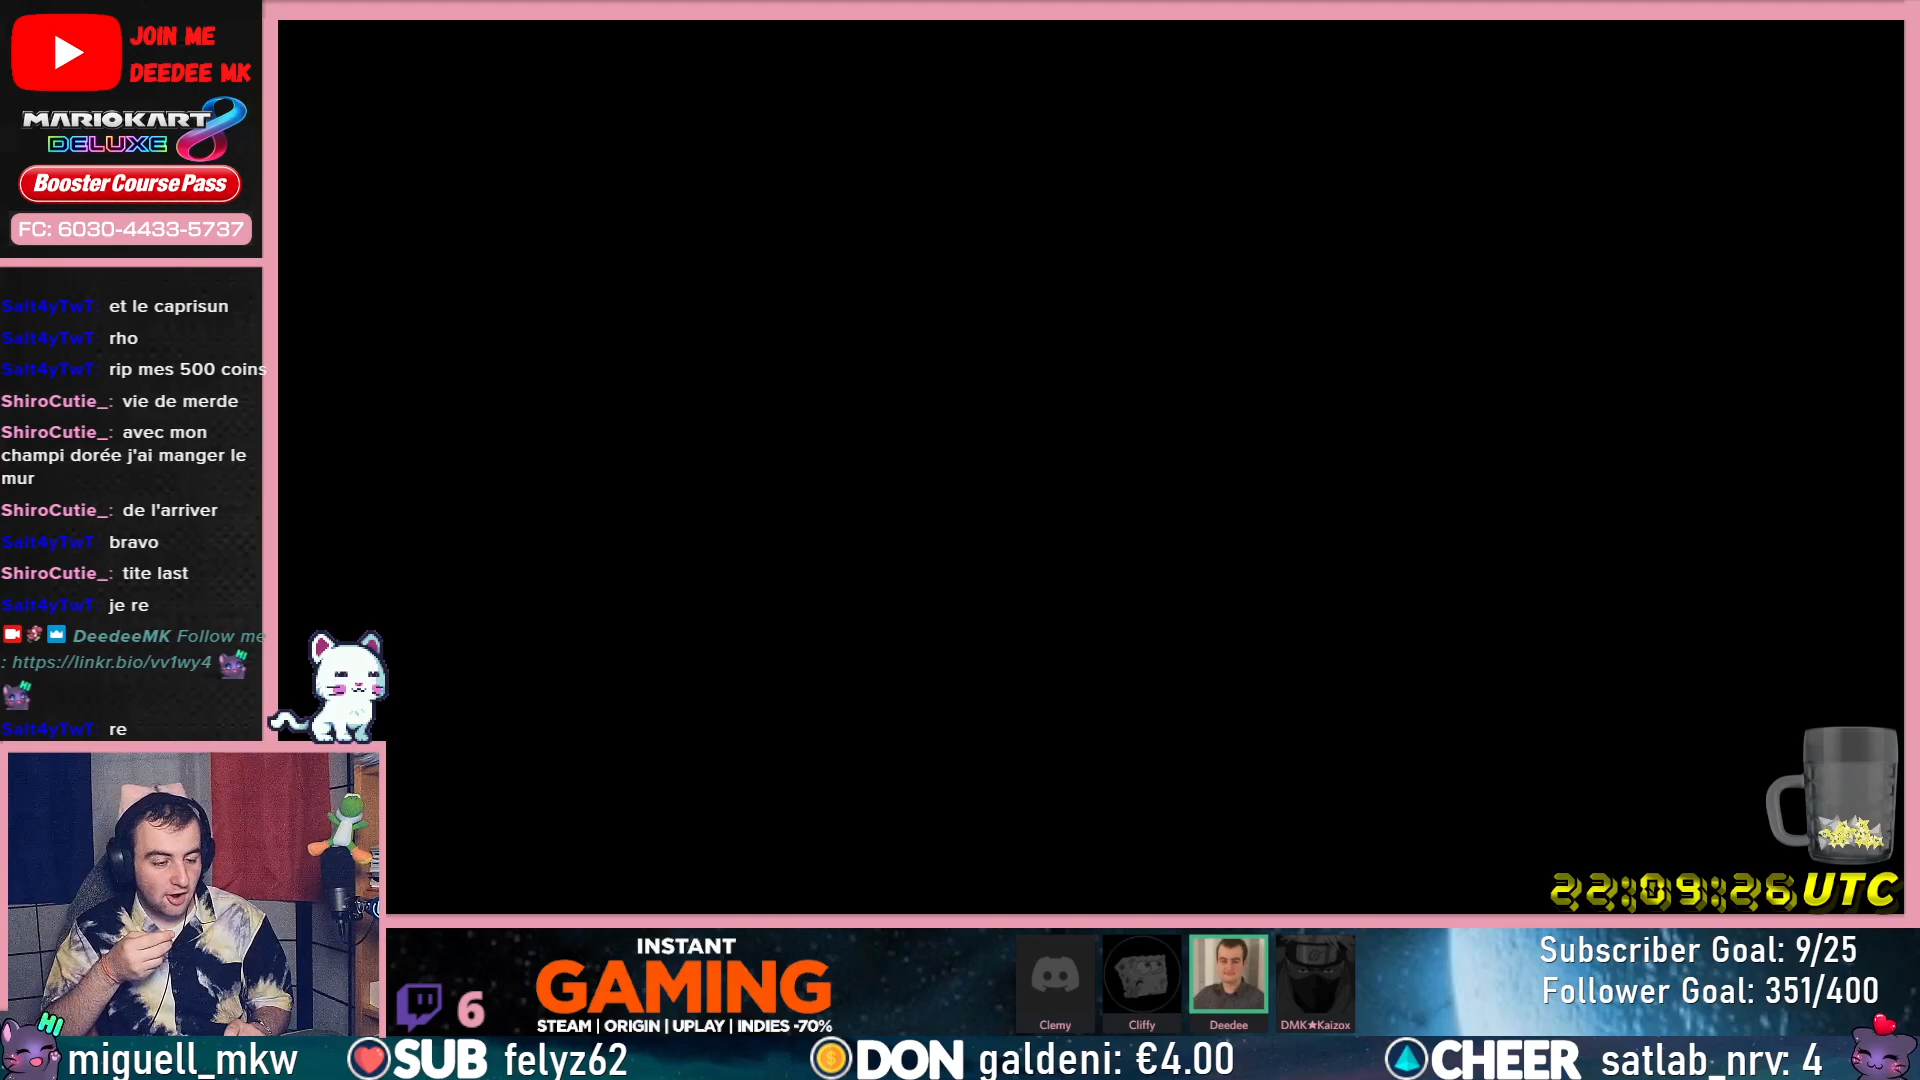 JOIN ME
DEEDEE MK
MARIOKART 8
DELUXE
Booster Course Pass
FC: 6030-4433-5737
Salt4yTwT et le caprisun
Salt4yTwT rho
Salt4yTwT rip mes 500 coins
ShiroCutie_: vie de merde
ShiroCutie_: avec mon
champi dorée j'ai manger le
mur
ShiroCutie_: de l'arriver
Salt4yTwT bravo
ShiroCutie_: tite last
Salt4yTwT je re
DeedeeMK Follow me
: https://linkr.bio/vv1wy4 HI
HI
Salt4yTwT re
22:09:26 UTC
INSTANT
GAMING
STEAM | ORIGIN | UPLAY | INDIES -70%
6
Clemy
Cliffy
Deedee
DMK★Kaizox
Subscriber Goal: 9/25
Follower Goal: 351/400
HI
miguell_mkw
SUB felyz62
DON galdeni: €4.00
CHEER satlab_nrv: 4